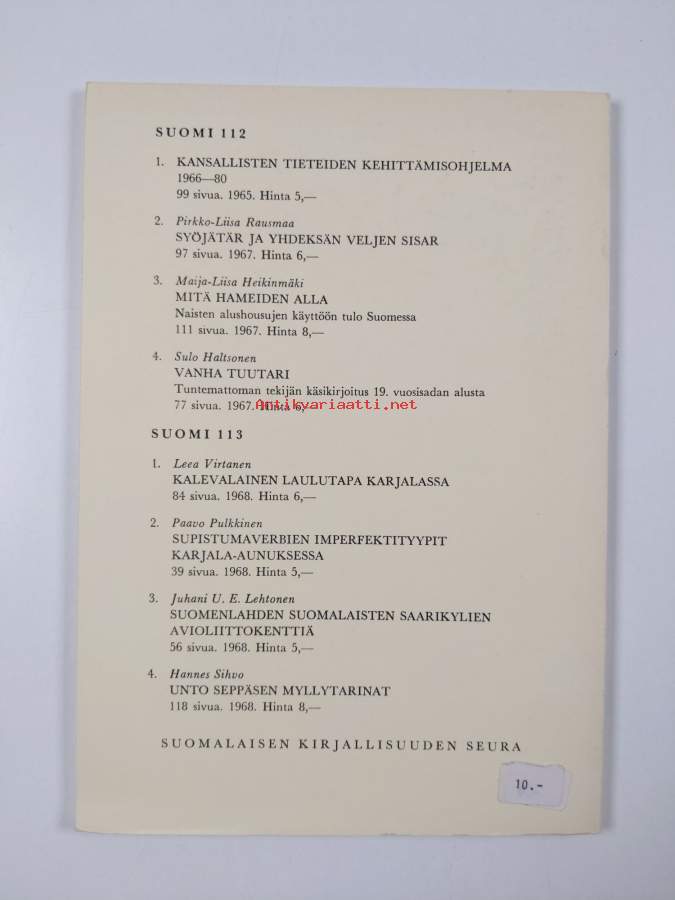 SUOMI 112
1. KANSALLISTEN TIETEIDEN KEHITTÄMISOHJELMA
1966—80
99 sivua. 1965. Hinta 5,—
2. Pirkko-Liisa Rausmaa
SYÖJÄTÄR JA YHDEKSÄN VELJEN SISAR
97 sivua. 1967. Hinta 6,—
3. Maija-Liisa Heikinmäki
MITÄ HAMEIDEN ALLA
Naisten alushousujen käyttöön tulo Suomessa
111 sivua. 1967. Hinta 8,—
4. Sulo Haltsonen
VANHA TUUTARI
Tuntemattoman tekijän käsikirjoitus 19. vuosisadan alusta
77 sivua. 1967. Hinta 6,—
Antikvariaatti.net
SUOMI 113
1. Leea Virtanen
KALEVALAINEN LAULUTAPA KARJALASSA
84 sivua. 1968. Hinta 6,—
2. Paavo Pulkkinen
SUPISTUMAVERBIEN IMPERFEKTITYYPIT
KARJALA-AUNUKSESSA
39 sivua. 1968. Hinta 5,—
3. Juhani U. E. Lehtonen
SUOMENLAHDEN SUOMALAISTEN SAARIKYLIEN
AVIOLIITTOKENTTIÄ
56 sivua. 1968. Hinta 5,—
4. Hannes Sihvo
UNTO SEPPÄSEN MYLLYTARINAT
118 sivua. 1968. Hinta 8,—
SUOMALAISEN KIRJALLISUUDEN SEURA
10.-